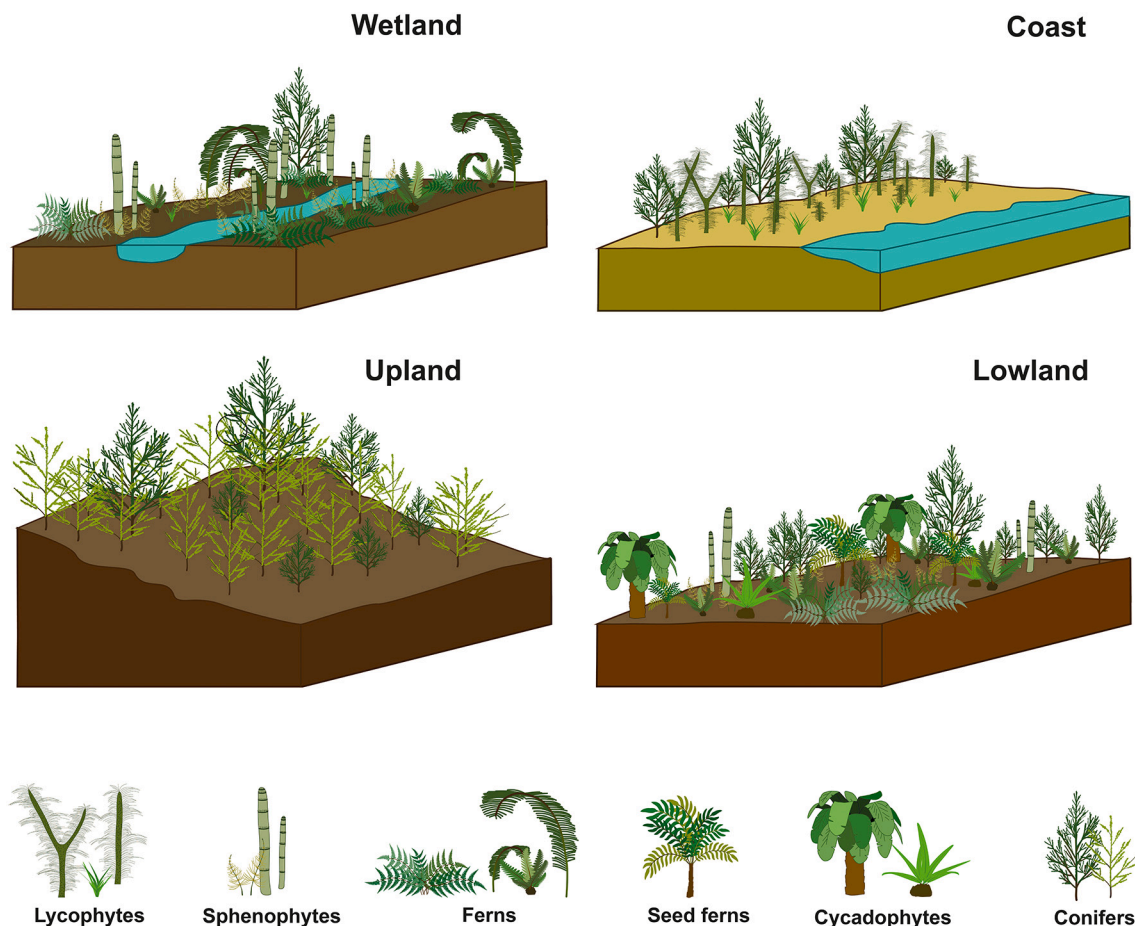 Wetland
Coast
Upland
Lowland
Lycophytes
Sphenophytes
Ferns
Seed ferns
Cycadophytes
Conifers